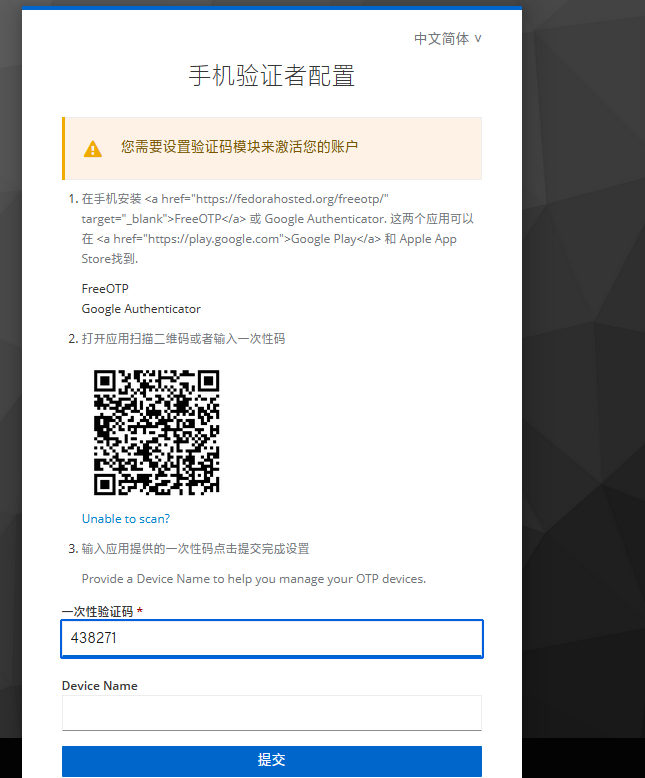 中文简体 ∨
手机验证者配置
您需要设置验证码模块来激活您的账户
1. 在手机安装 <a href="https://fedorahosted.org/freeotp/"
target="_blank">FreeOTP</a> 或 Google Authenticator. 这两个应用可以
在 <a href="https://play.google.com">Google Play</a> 和 Apple App
Store找到.
FreeOTP
Google Authenticator
2. 打开应用扫描二维码或者输入一次性码
Unable to scan?
3. 输入应用提供的一次性码点击提交完成设置
Provide a Device Name to help you manage your OTP devices.
一次性验证码 *
438271
Device Name
提交